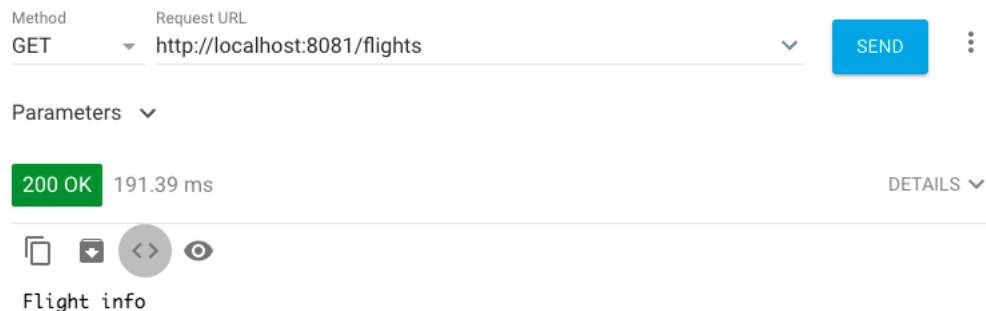 Method Request URL
GET http://localhost:8081/flights SEND
Parameters
200 OK 191.39 ms DETAILS
Flight info